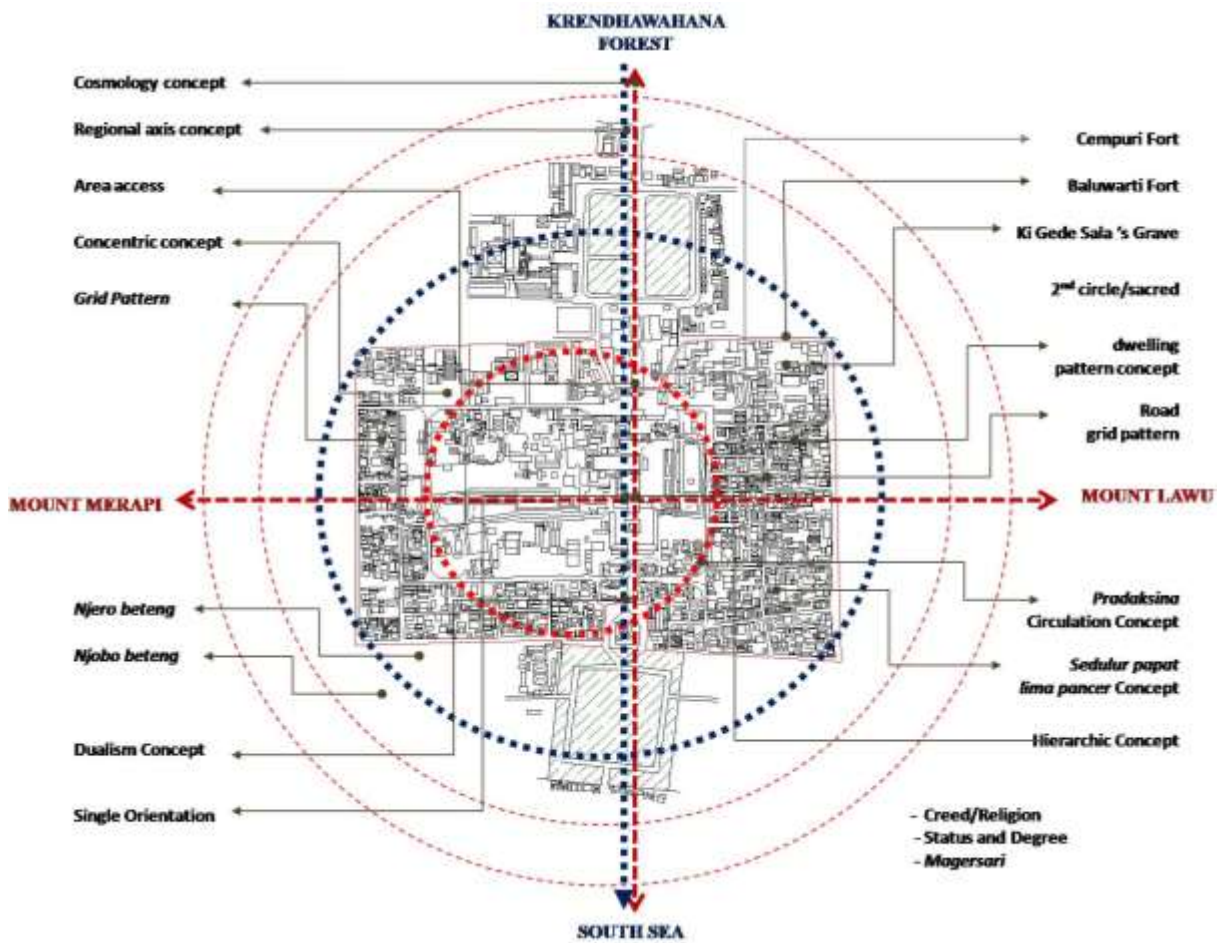 KRENDHAWAHANA
FOREST
Cosmology concept
Regional axis concept
Area access
Concentric concept
Grid Pattern
MOUNT MERAPI
Njero beteng
Njobo beteng
Dualism Concept
Single Orientation
Cempuri Fort
Baluwarti Fort
Ki Gede Sala 's Grave
2nd circle/sacred
dwelling
pattern concept
Road
grid pattern
MOUNT LAWU
Pradaksina
Circulation Concept
Sedulur papat
lima pancer Concept
Hierarchic Concept
- Creed/Religion
- Status and Degree
- Magersari
SOUTH SEA